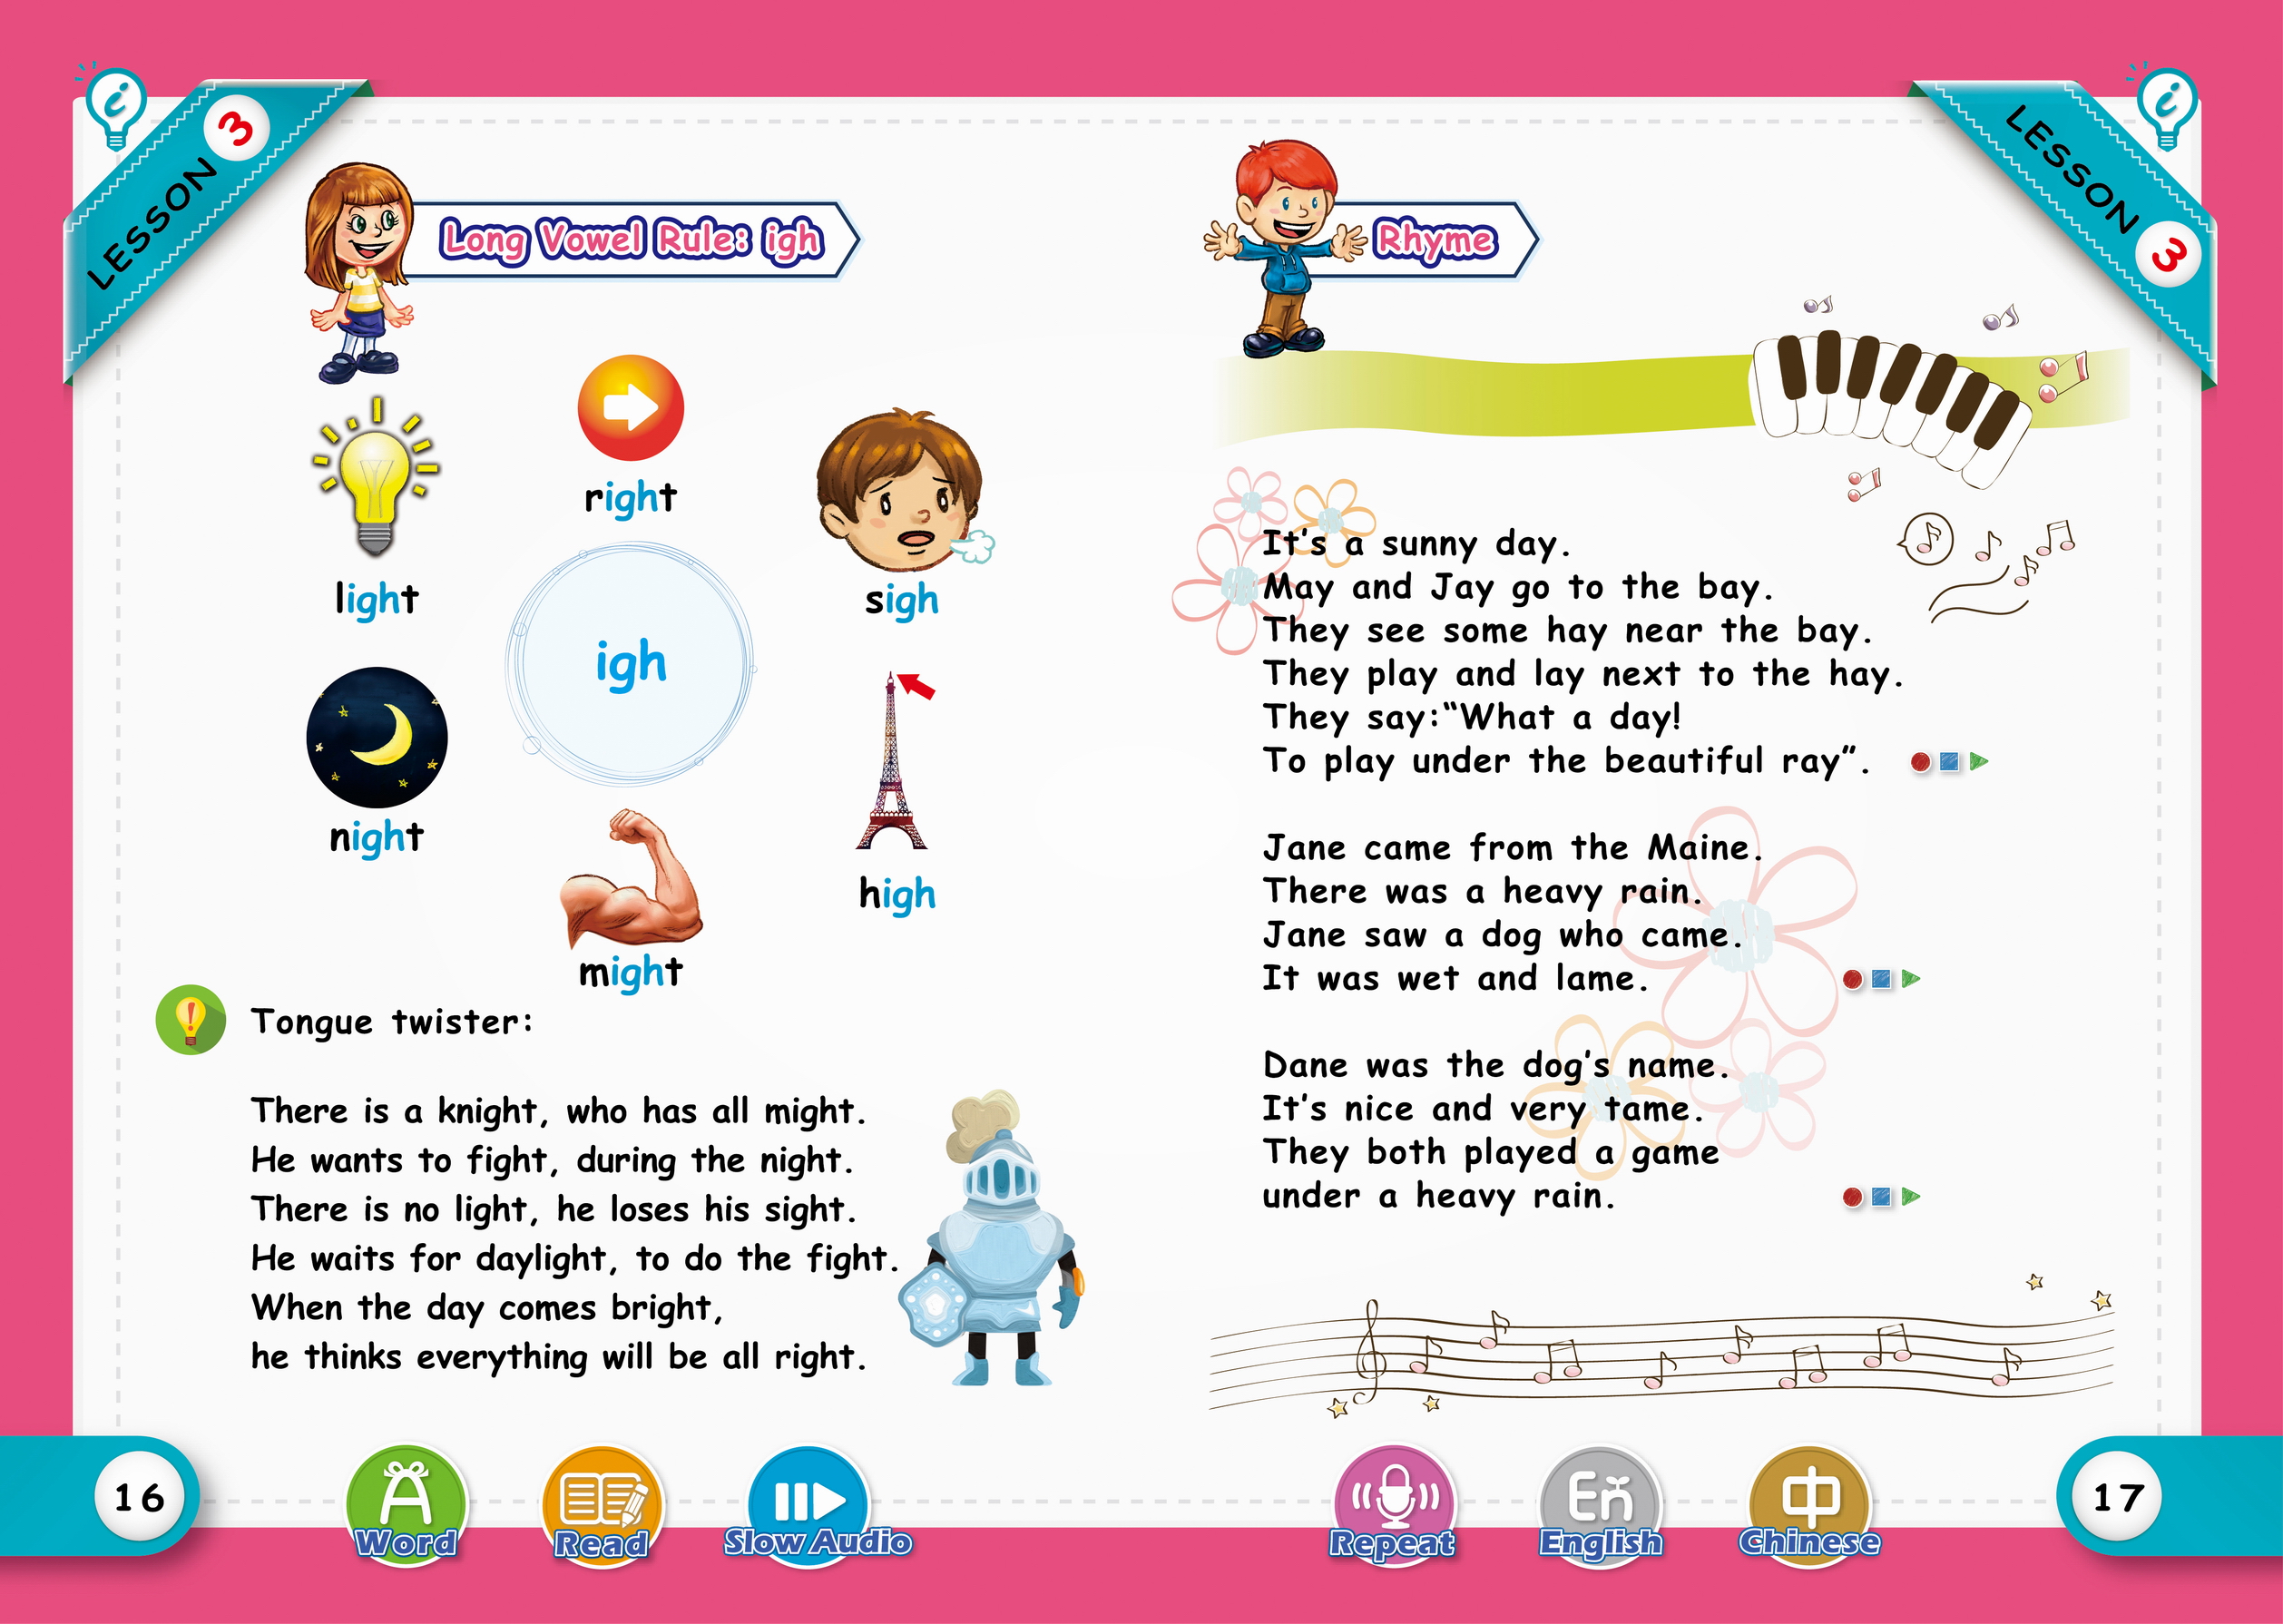 LESSON 3
Long Vowel Rule: igh
right
light
sigh
igh
night
high
might
Tongue twister:
There is a knight, who has all might.
He wants to fight, during the night.
There is no light, he loses his sight.
He waits for daylight, to do the fight.
When the day comes bright,
he thinks everything will be all right.
16
A
Word
Read
Slow Audio
LESSON 3
Rhyme
It's a sunny day.
May and Jay go to the bay.
They see some hay near the bay.
They play and lay next to the hay.
They say:“What a day!
To play under the beautiful ray”.
Jane came from the Maine.
There was a heavy rain.
Jane saw a dog who came.
It was wet and lame.
Dane was the dog's name.
It's nice and very tame.
They both played a game
under a heavy rain.
Repeat
En
English
中
Chinese
17